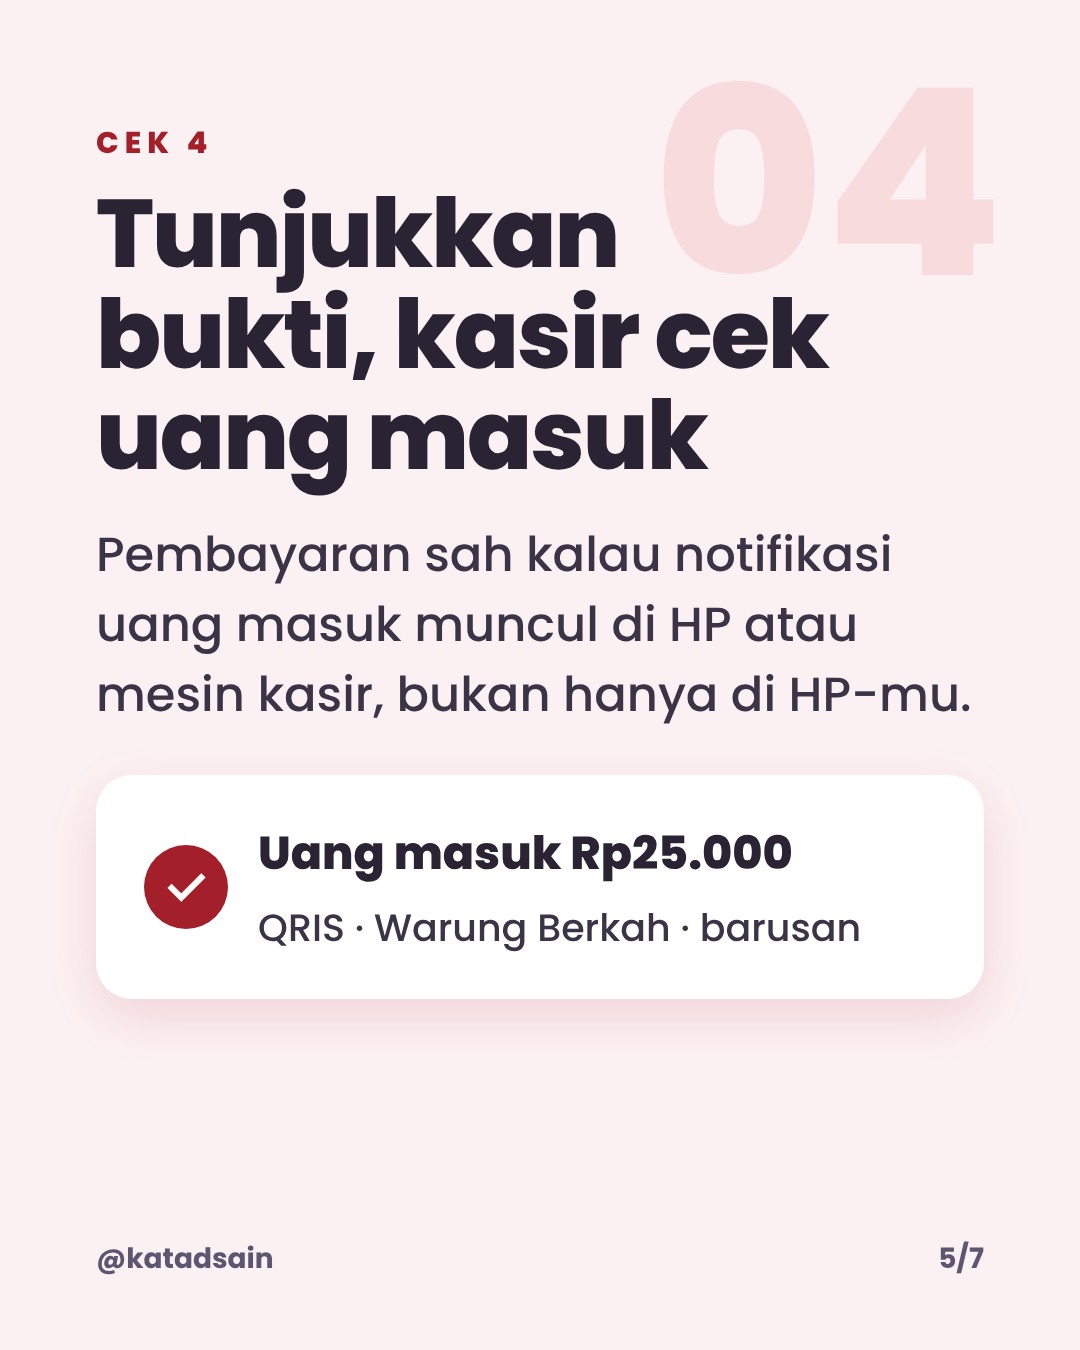 CEK 4
04
Tunjukkan
bukti, kasir cek
uang masuk
Pembayaran sah kalau notifikasi
uang masuk muncul di HP atau
mesin kasir, bukan hanya di HP-mu.
Uang masuk Rp25.000
QRIS · Warung Berkah · barusan
@katadsain
5/7